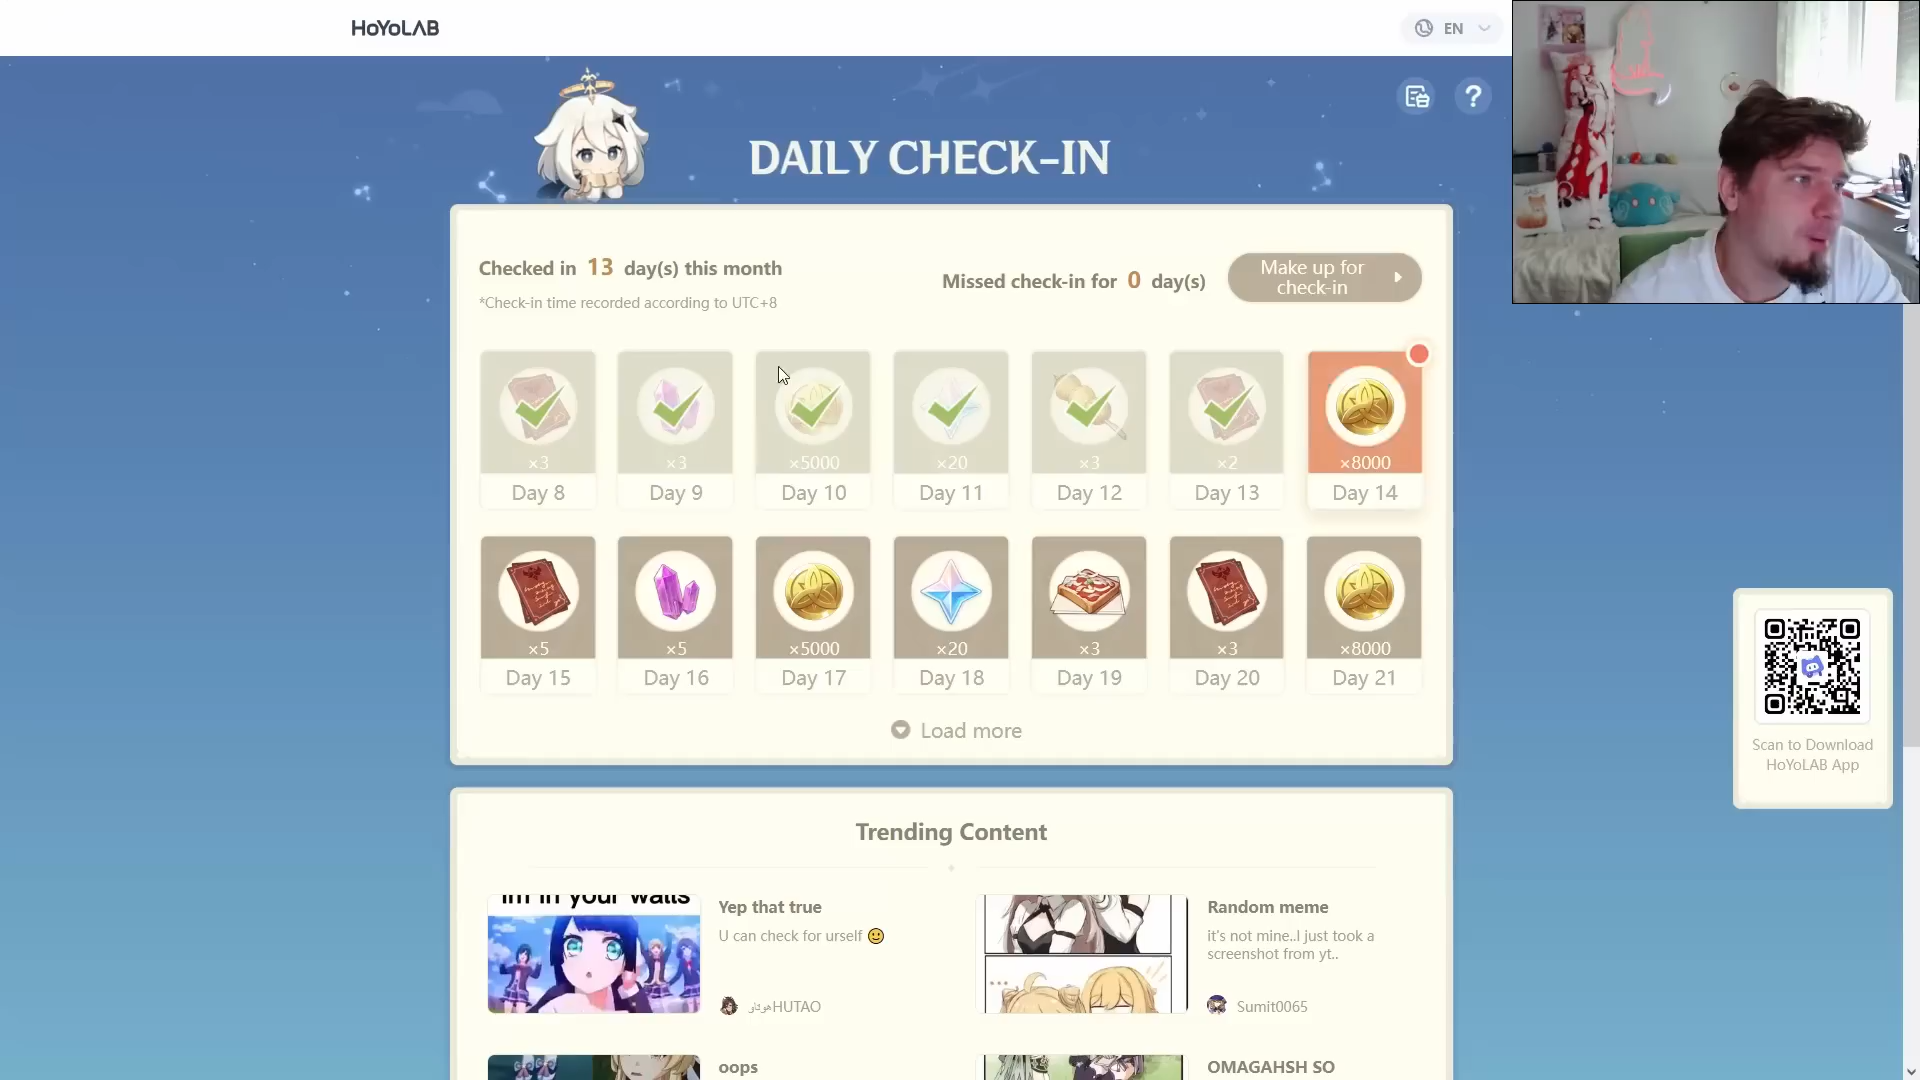 HoYoLAB
EN
DAILY CHECK-IN
?
Checked in 13 day(s) this month
*Check-in time recorded according to UTC+8
Missed check-in for 0 day(s)
Make up for
check-in
×3
×3
×5000
×20
×3
×2
×8000
Day 8
Day 9
Day 10
Day 11
Day 12
Day 13
Day 14
×5
×5
×5000
×20
×3
×3
×8000
Day 15
Day 16
Day 17
Day 18
Day 19
Day 20
Day 21
Load more
Scan to Download
HoYoLAB App
Trending Content
im in your walls
Yep that true
U can check for urself 🙂
هوتاوHUTAO
Random meme
it's not mine..I just took a
screenshot from yt..
Sumit0065
oops
OMAGAHSH SO